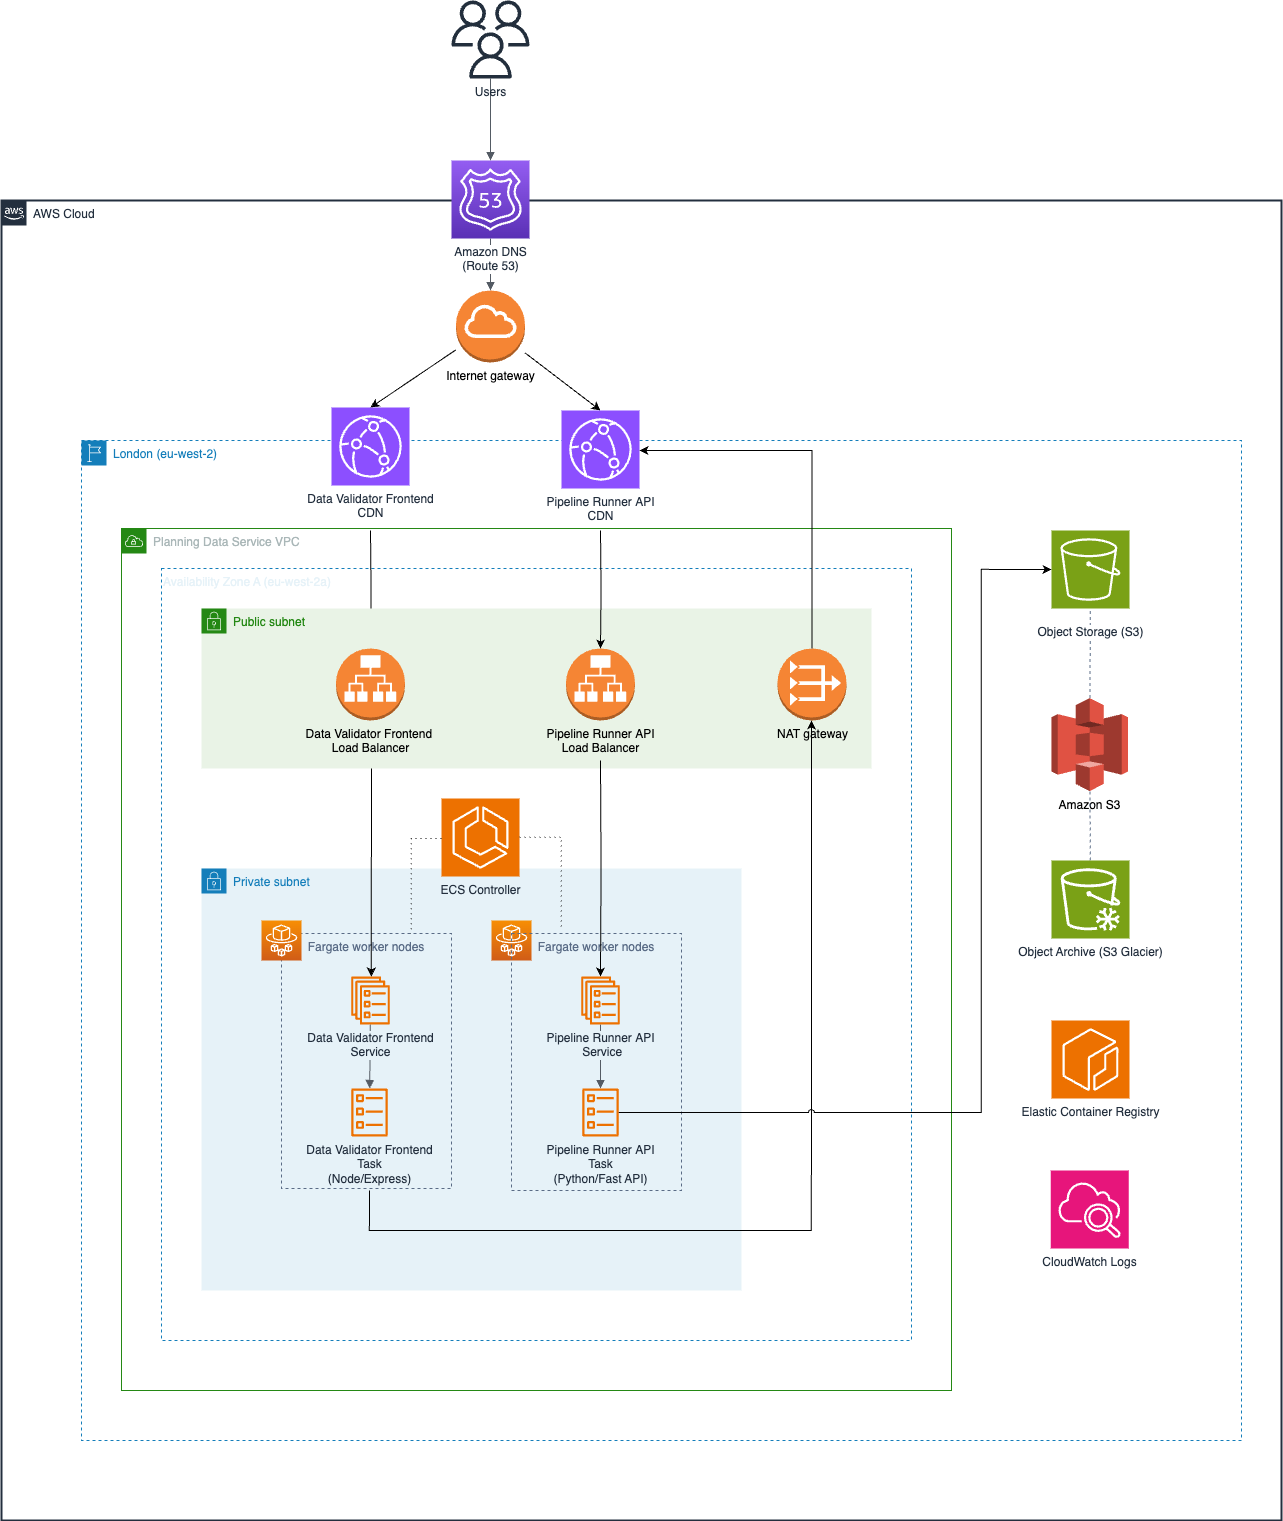 Users
53
aws
AWS Cloud
Amazon DNS
(Route 53)
Internet gateway
London (eu-west-2)
Data Validator Frontend
CDN
Pipeline Runner API
CDN
Planning Data Service VPC
Availability Zone A (eu-west-2a)
Public subnet
Object Storage (S3)
Data Validator Frontend
Load Balancer
Pipeline Runner API
Load Balancer
NAT gateway
Amazon S3
ECS Controller
Private subnet
Fargate worker nodes
Fargate worker nodes
Object Archive (S3 Glacier)
Data Validator Frontend
Service
Pipeline Runner API
Service
Elastic Container Registry
Data Validator Frontend
Task
(Node/Express)
Pipeline Runner API
Task
(Python/Fast API)
CloudWatch Logs